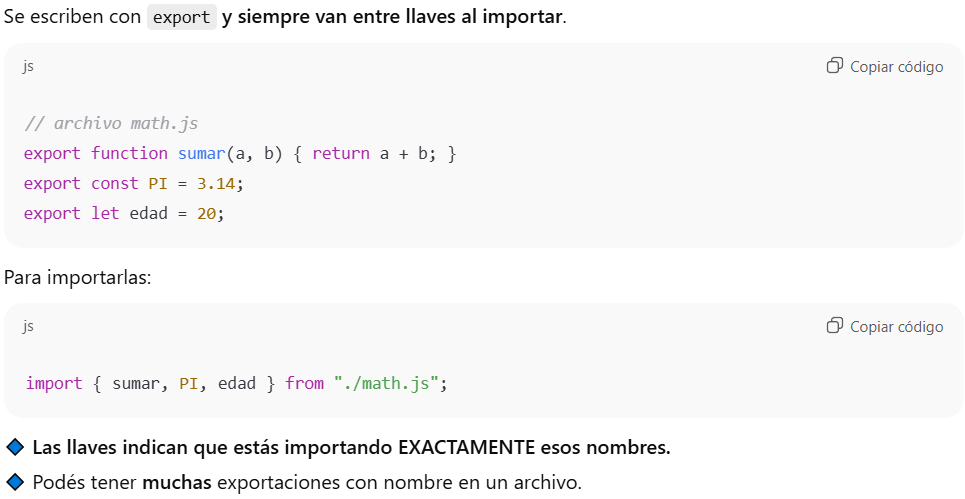 Se escriben con export y siempre van entre llaves al importar.
js
Copiar código
// archivo math.js
export function sumar(a, b) { return a + b; }
export const PI = 3.14;
export let edad = 20;
Para importarlas:
js
Copiar código
import { sumar, PI, edad } from "./math.js";
Las llaves indican que estás importando EXACTAMENTE esos nombres.
Podés tener muchas exportaciones con nombre en un archivo.